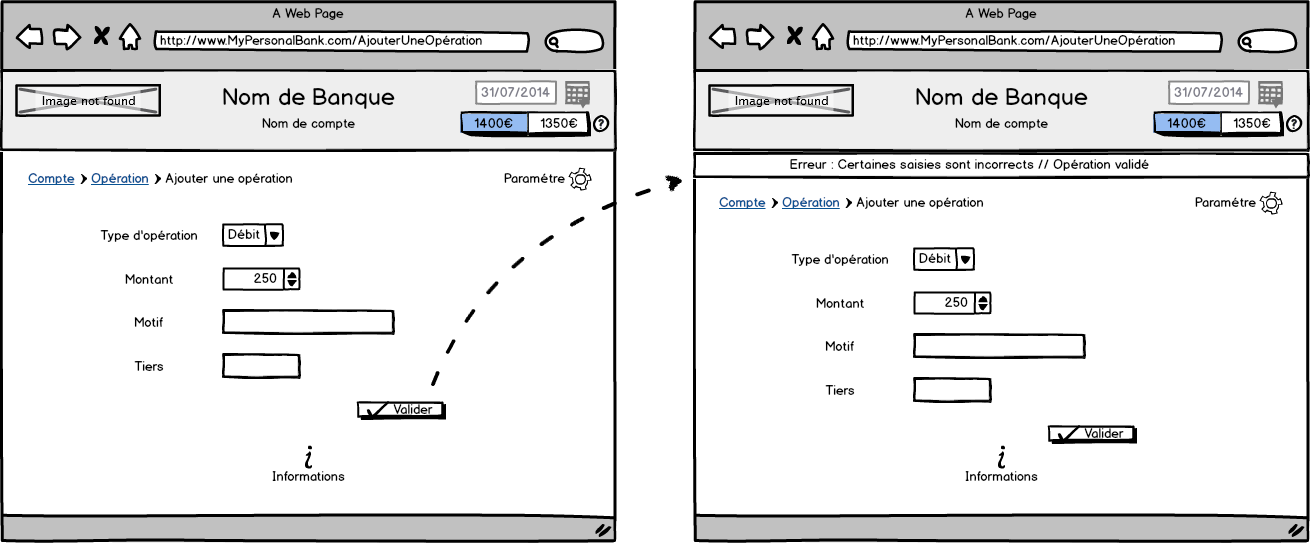 A Web Page
http://www.MyPersonalBank.com/AjouterUneOpération
Image not found
Nom de Banque
Nom de compte
31/07/2014
1400€ 1350€ ?
Compte Opération Ajouter une opération
Paramétre
Type d'opération Débit
Montant 250
Motif
Tiers
Valider
i
Informations
A Web Page
http://www.MyPersonalBank.com/AjouterUneOpération
Image not found
Nom de Banque
Nom de compte
31/07/2014
1400€ 1350€ ?
Erreur : Certaines saisies sont incorrects // Opération validé
Compte Opération Ajouter une opération
Paramétre
Type d'opération Débit
Montant 250
Motif
Tiers
Valider
i
Informations